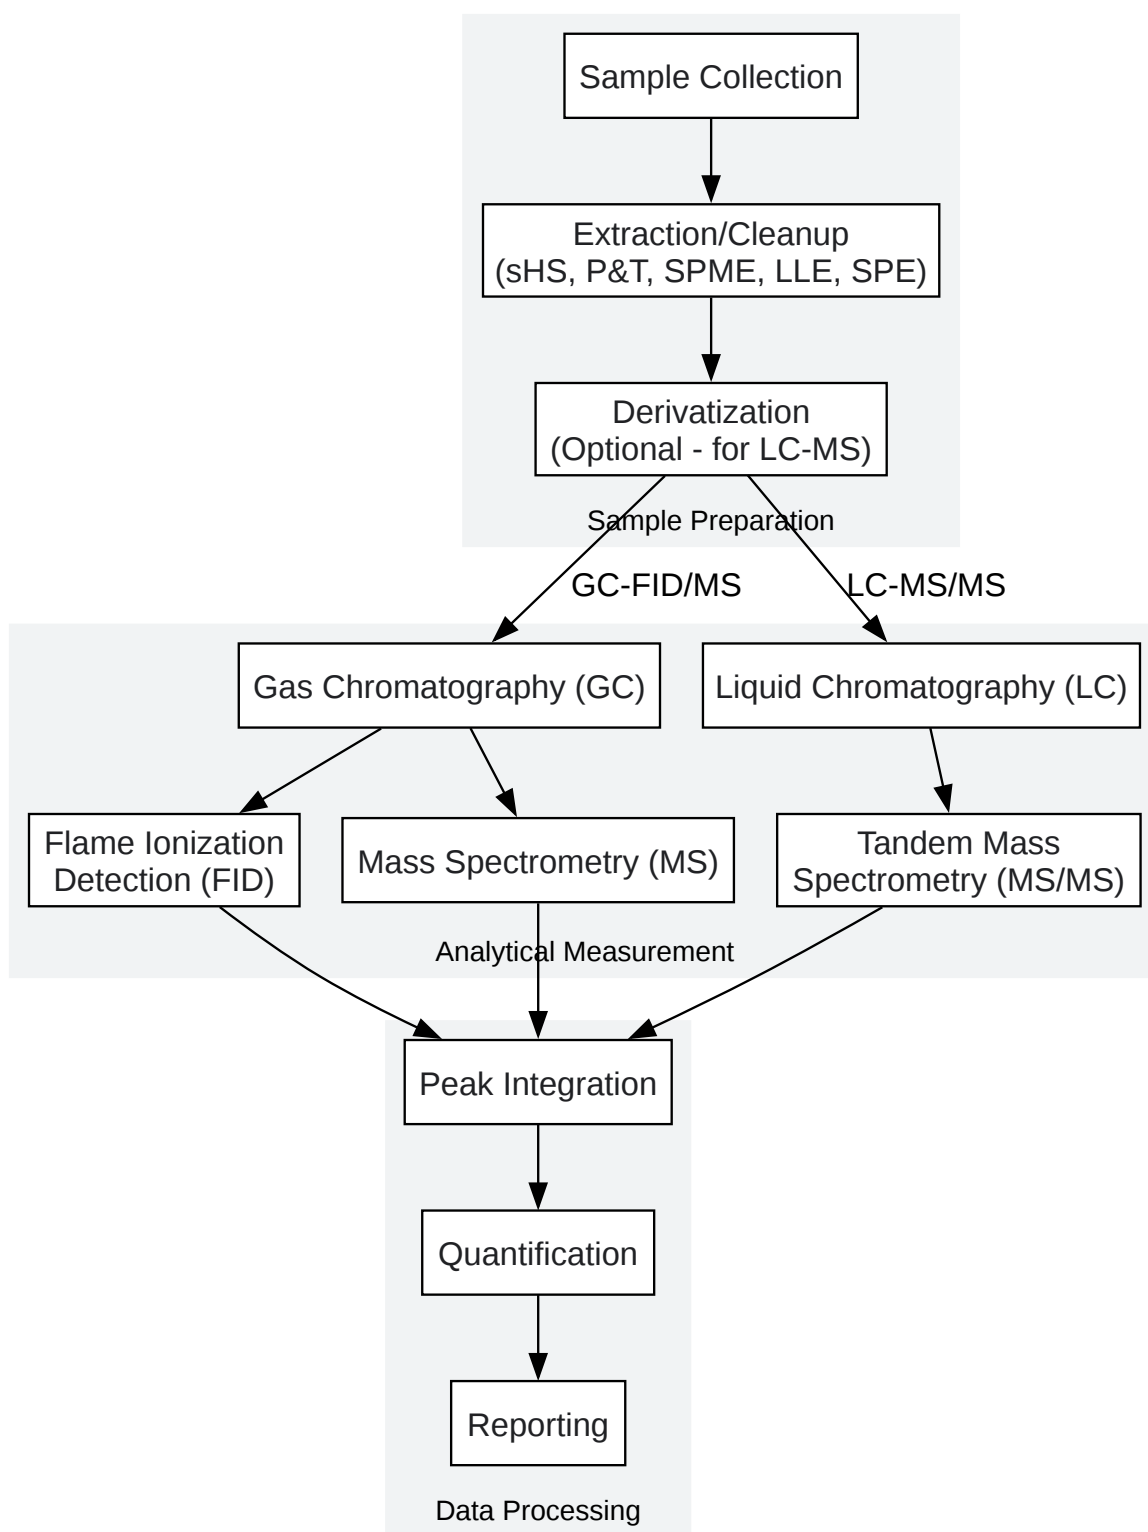 Sample Collection
Extraction/Cleanup
(sHS, P&T, SPME, LLE, SPE)
Derivatization
(Optional - for LC-MS)
Sample Preparation
GC-FID/MS
LC-MS/MS
Gas Chromatography (GC)
Liquid Chromatography (LC)
Flame Ionization
Detection (FID)
Mass Spectrometry (MS)
Tandem Mass
Spectrometry (MS/MS)
Analytical Measurement
Peak Integration
Quantification
Reporting
Data Processing